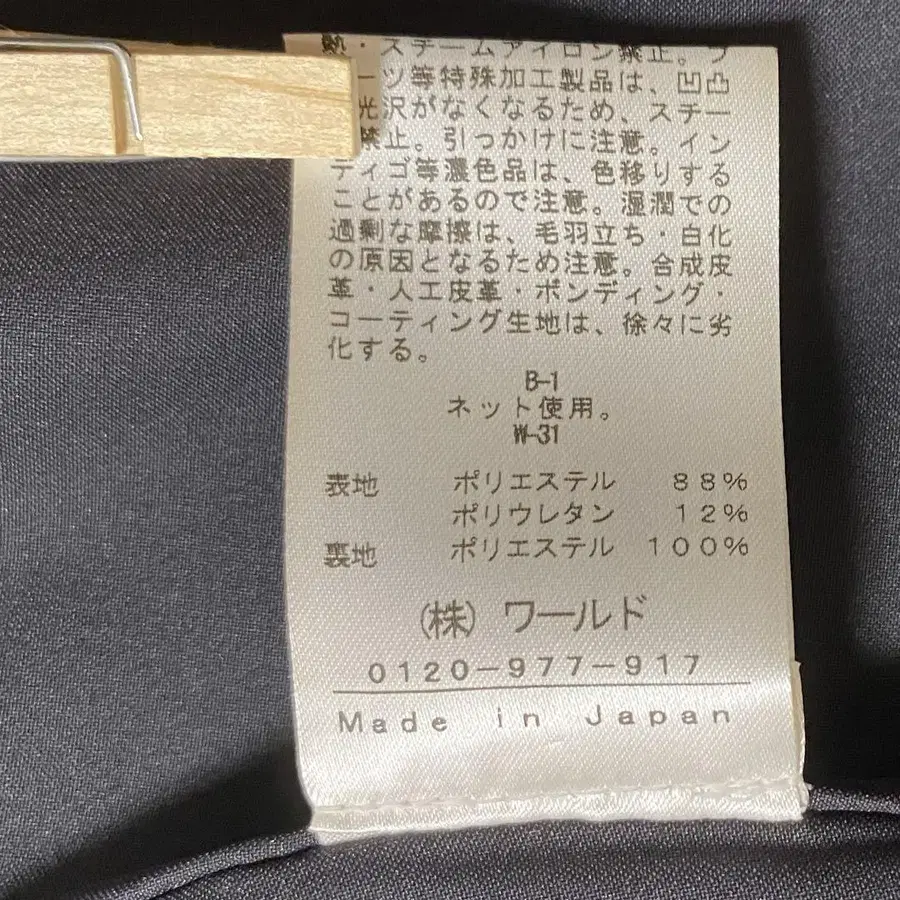 熱・スチームアイロン禁止。プ
ーツ等特殊加工製品は、凹凸
光沢がなくなるため、スチー
禁止。引っかけに注意。イン
ディゴ等濃色品は、色移りする
ことがあるので注意。湿潤での
過剰な摩擦は、毛羽立ち・白化
の原因となるため注意。合成皮
革・人工皮革・ボンディング・
コーティング生地は、徐々に劣
化する。
B-1
ネット使用。
W-31
表地 ポリエステル 88%
ポリウレタン 12%
裏地 ポリエステル 100%
(株)ワールド
0120-977-917
Made in Japan